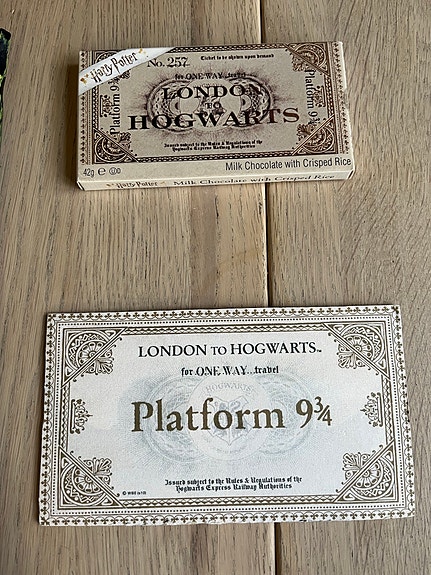 Harry Potter
No. 257
Ticket to be shown upon demand
for ONE WAY...travel
Platform 9¾
LONDON
TO
HOGWARTS
Platform 9¾
Issued subject to the Rules & Regulations of the
Hogwarts Express Railway Authorities
Milk Chocolate with Crisped Rice
42g ℮ ⓊD
Harry Potter Milk Chocolate with Crisped Rice
LONDON TO HOGWARTS™
for ONE WAY...travel
HOGWARTS
Platform 9¾
Issued subject to the Rules & Regulations of the
Hogwarts Express Railway Authorities